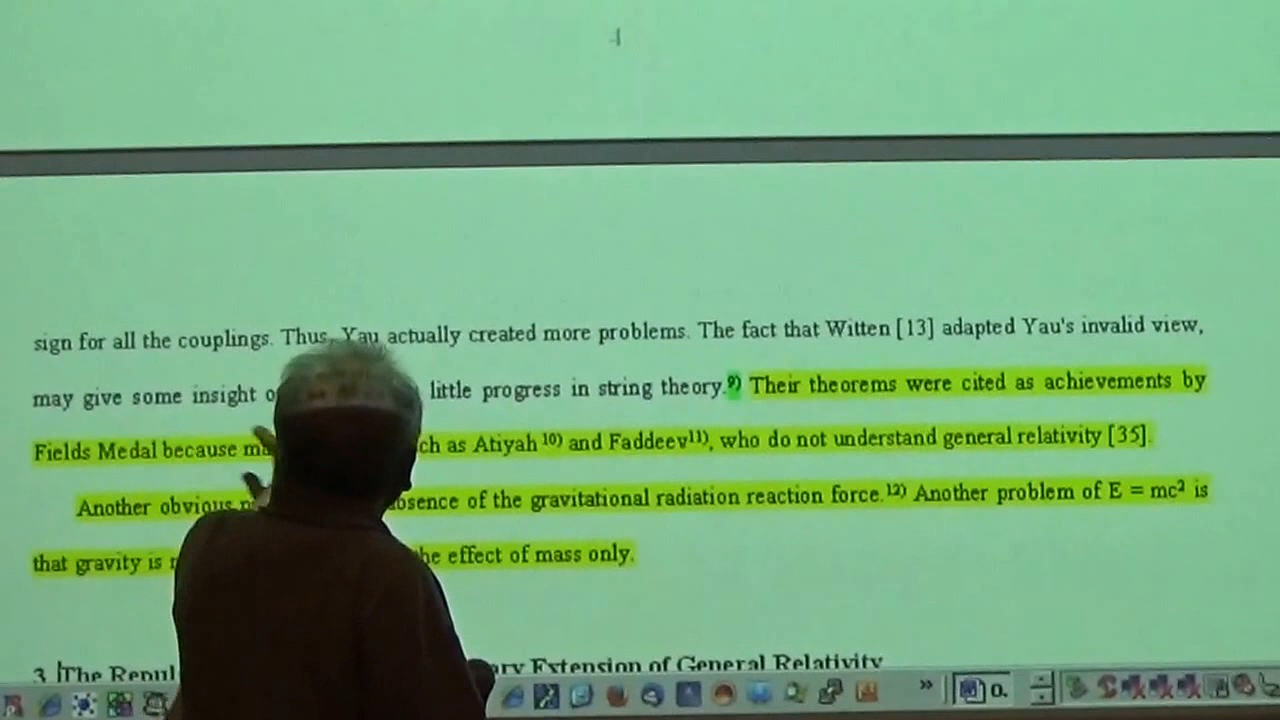 4
sign for all the couplings. Thus, Yau actually created more problems. The fact that Witten [13] adapted Yau's invalid view,
may give some insight little progress in string theory.9) Their theorems were cited as achievements by
Fields Medal because as Atiyah 10) and Faddeev11), who do not understand general relativity [35].
Another obvious of the gravitational radiation reaction force.12) Another problem of E = mc2 is
that gravity is effect of mass only.
3 The Extension of General Relativity